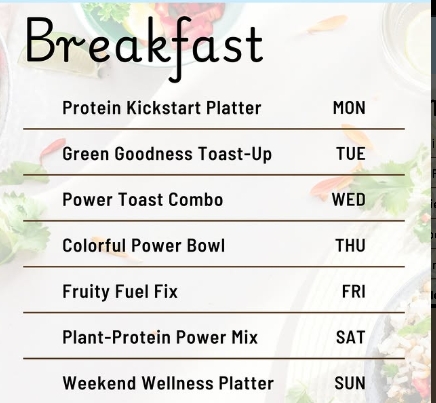 Breakfast
Protein Kickstart Platter MON
Green Goodness Toast-Up TUE
Power Toast Combo WED
Colorful Power Bowl THU
Fruity Fuel Fix FRI
Plant-Protein Power Mix SAT
Weekend Wellness Platter SUN